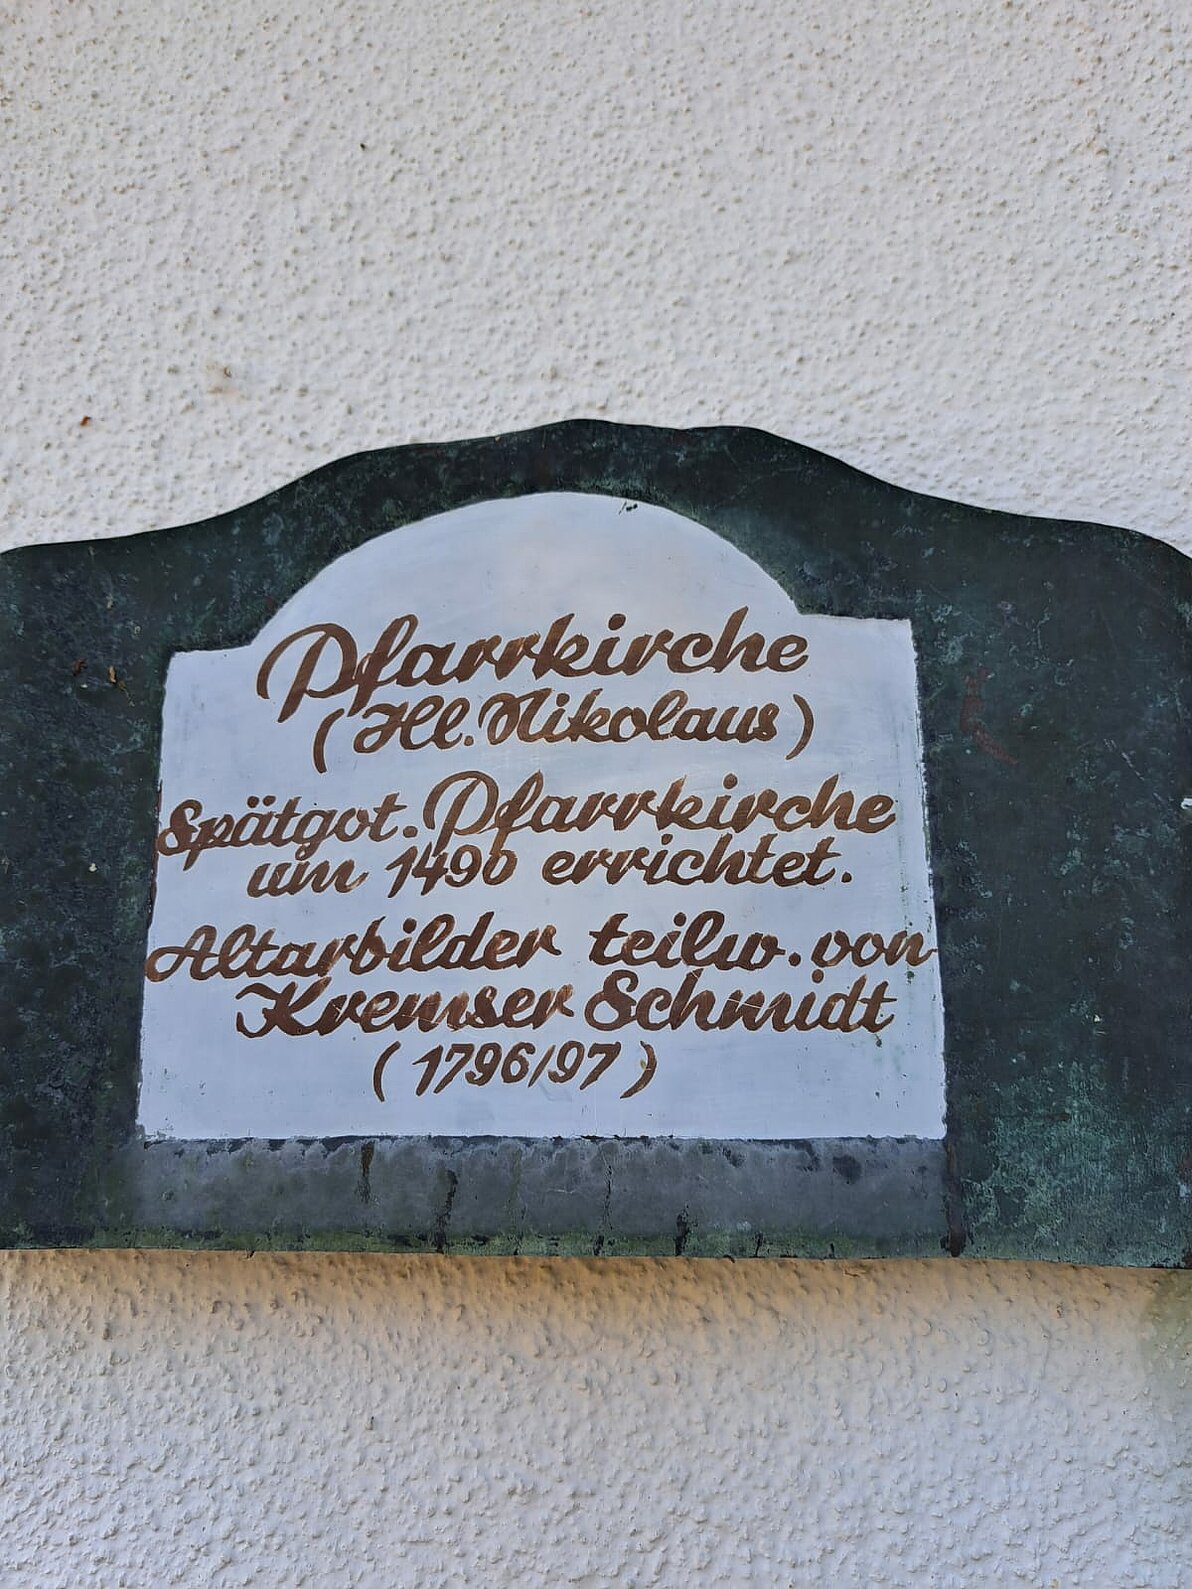 Pfarrkirche
(Hl. Nikolaus)
Spätgot. Pfarrkirche
um 1490 errichtet.
Altarbilder teilw. von
Kremser Schmidt
(1796/97)